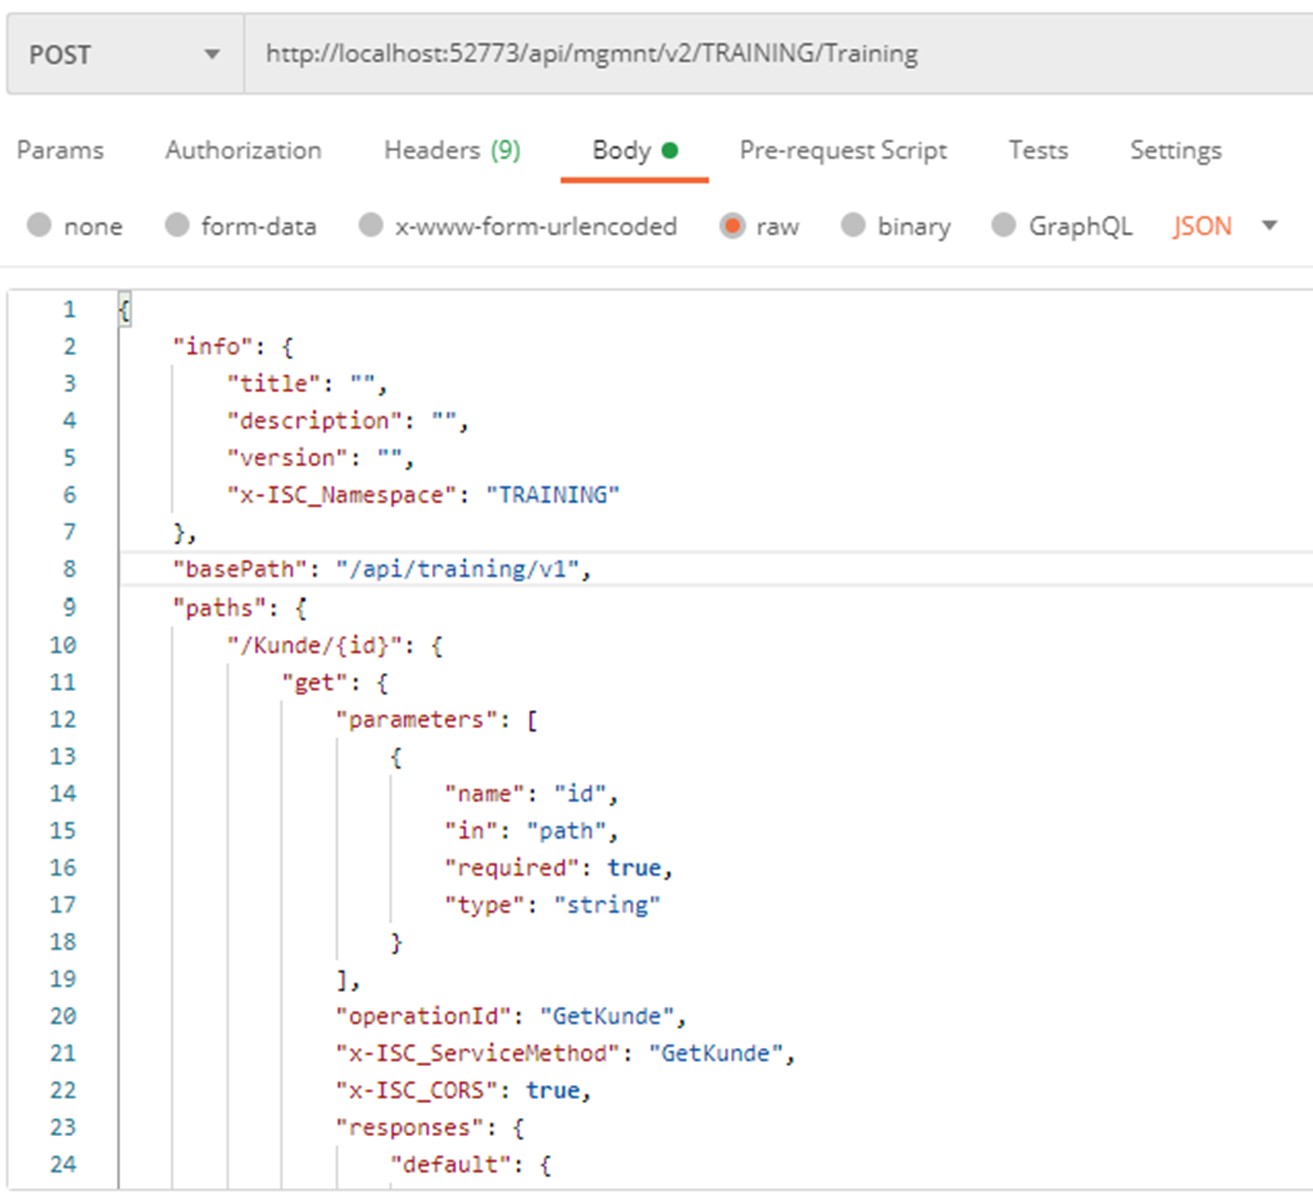 POST http://localhost:52773/api/mgmnt/v2/TRAINING/Training
Params Authorization Headers (9) Body Pre-request Script Tests Settings
none form-data x-www-form-urlencoded raw binary GraphQL JSON
1 {
2 "info": {
3 "title": "",
4 "description": "",
5 "version": "",
6 "x-ISC_Namespace": "TRAINING"
7 },
8 "basePath": "/api/training/v1",
9 "paths": {
10 "/Kunde/{id}": {
11 "get": {
12 "parameters": [
13 {
14 "name": "id",
15 "in": "path",
16 "required": true,
17 "type": "string"
18 }
19 ],
20 "operationId": "GetKunde",
21 "x-ISC_ServiceMethod": "GetKunde",
22 "x-ISC_CORS": true,
23 "responses": {
24 "default": {